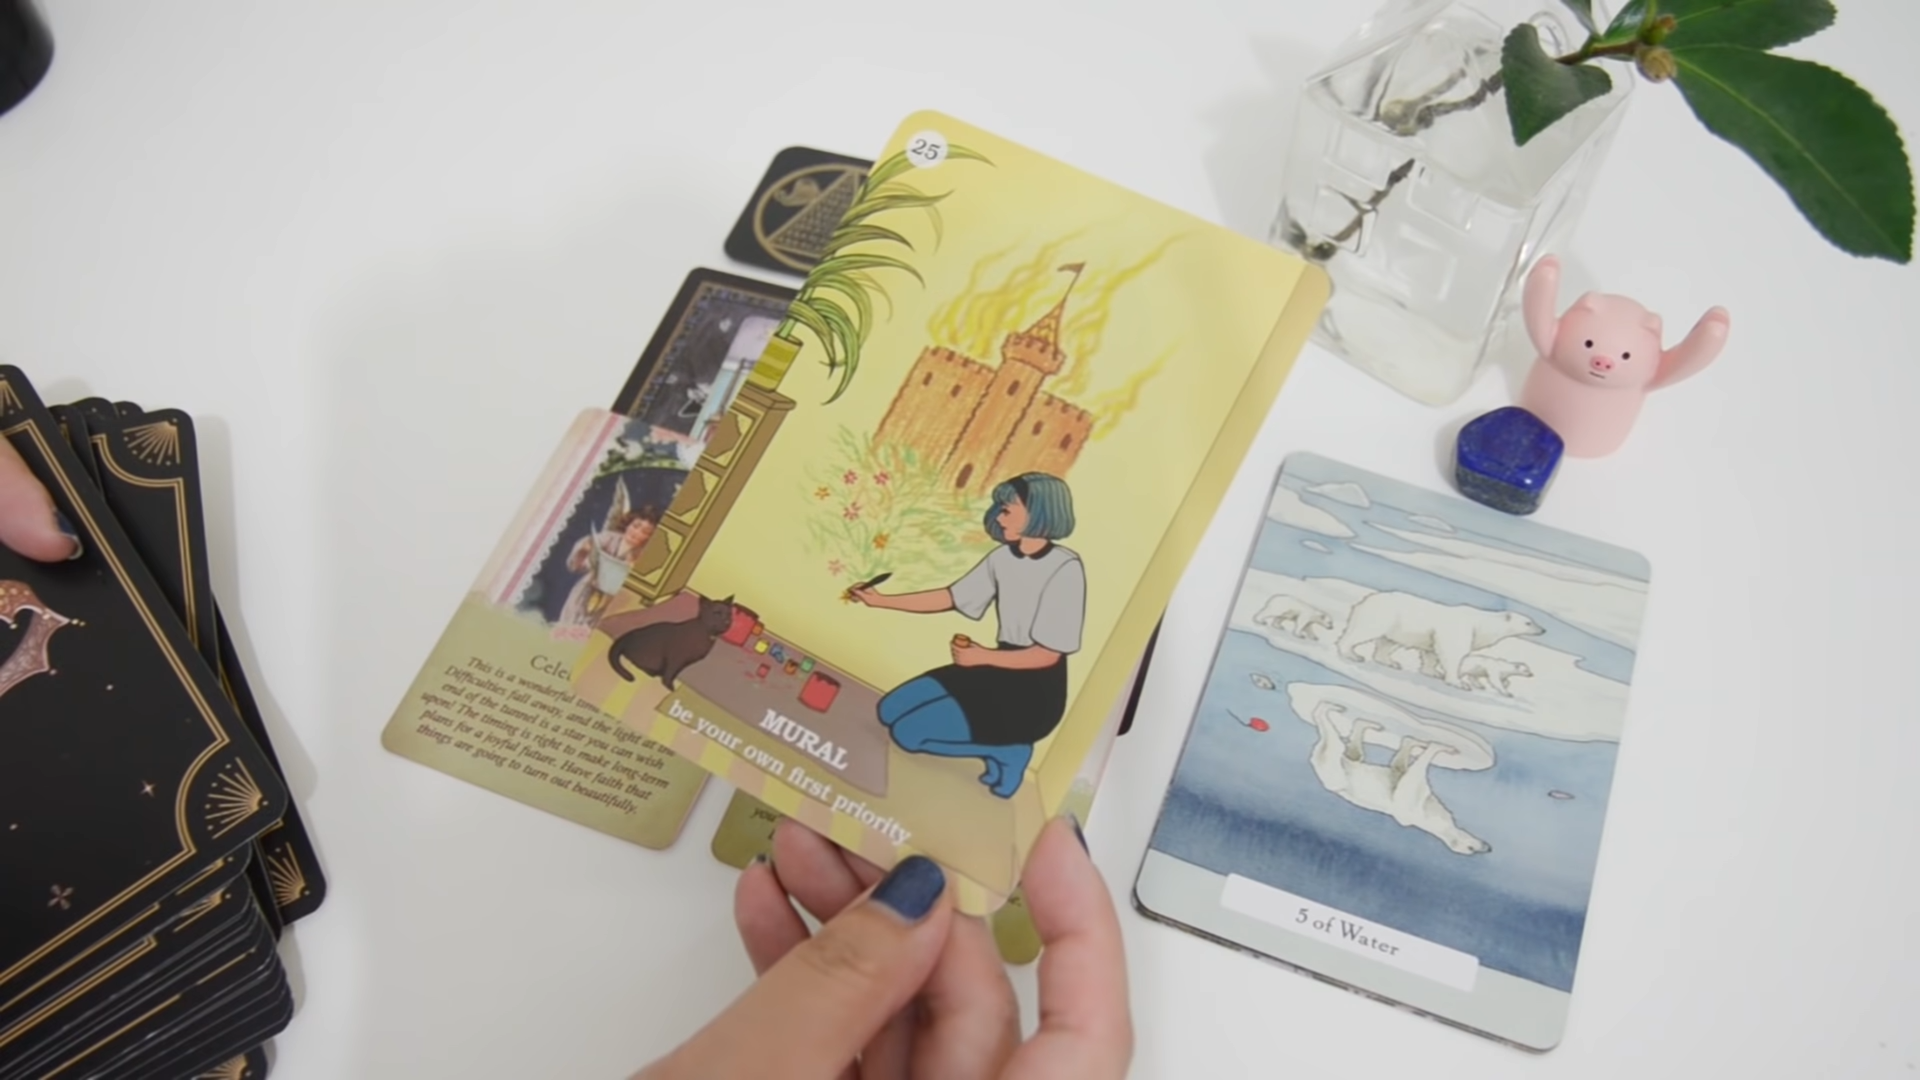 25
MURAL
be your own first priority
This is a wonderful
Difficulties fall away, and the light at the
end of the tunnel is a star you can wish
upon! The timing is right to make long-term
plans for a joyful future. Have faith that
things are going to turn out beautifully.
5 of Water